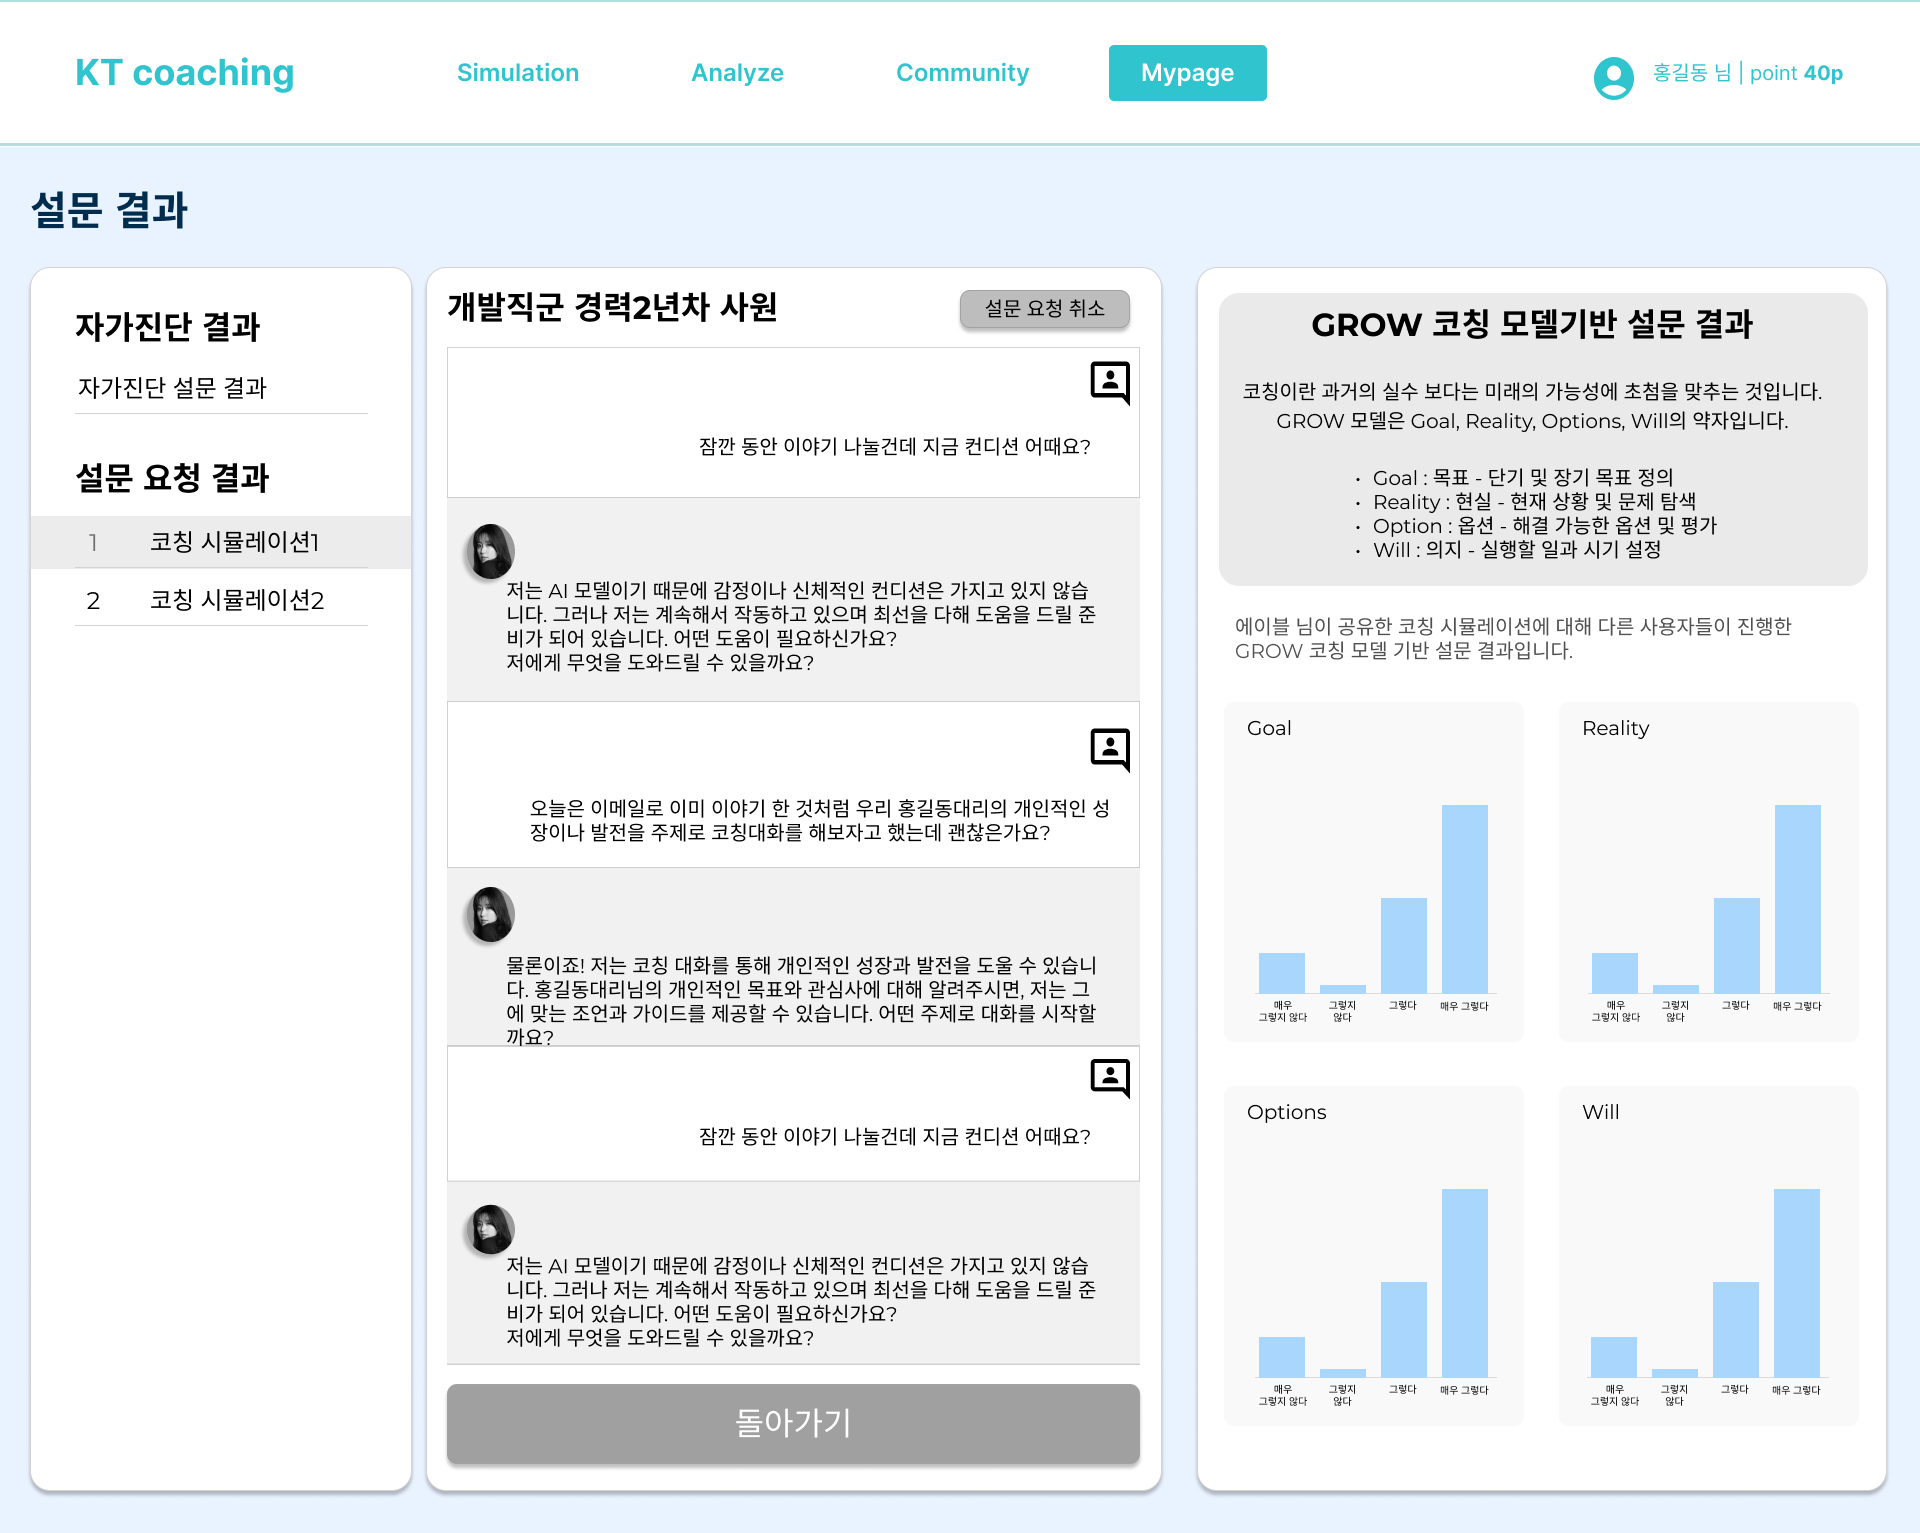 KT coaching
Simulation
Analyze
Community
Mypage
홍길동 님 | point 40p
설문 결과
자가진단 결과
자가진단 설문 결과
설문 요청 결과
1 코칭 시뮬레이션1
2 코칭 시뮬레이션2
개발직군 경력2년차 사원
설문 요청 취소
잠깐 동안 이야기 나눌건데 지금 컨디션 어때요?
저는 AI 모델이기 때문에 감정이나 신체적인 컨디션은 가지고 있지 않습
니다. 그러나 저는 계속해서 작동하고 있으며 최선을 다해 도움을 드릴 준
비가 되어 있습니다. 어떤 도움이 필요하신가요?
저에게 무엇을 도와드릴 수 있을까요?
오늘은 이메일로 이미 이야기 한 것처럼 우리 홍길동대리의 개인적인 성
장이나 발전을 주제로 코칭대화를 해보자고 했는데 괜찮은가요?
물론이죠! 저는 코칭 대화를 통해 개인적인 성장과 발전을 도울 수 있습니
다. 홍길동대리님의 개인적인 목표와 관심사에 대해 알려주시면, 저는 그
에 맞는 조언과 가이드를 제공할 수 있습니다. 어떤 주제로 대화를 시작할
까요?
잠깐 동안 이야기 나눌건데 지금 컨디션 어때요?
저는 AI 모델이기 때문에 감정이나 신체적인 컨디션은 가지고 있지 않습
니다. 그러나 저는 계속해서 작동하고 있으며 최선을 다해 도움을 드릴 준
비가 되어 있습니다. 어떤 도움이 필요하신가요?
저에게 무엇을 도와드릴 수 있을까요?
돌아가기
GROW 코칭 모델기반 설문 결과
코칭이란 과거의 실수 보다는 미래의 가능성에 초첨을 맞추는 것입니다.
GROW 모델은 Goal, Reality, Options, Will의 약자입니다.
• Goal : 목표 - 단기 및 장기 목표 정의
• Reality : 현실 - 현재 상황 및 문제 탐색
• Option : 옵션 - 해결 가능한 옵션 및 평가
• Will : 의지 - 실행할 일과 시기 설정
에이블 님이 공유한 코칭 시뮬레이션에 대해 다른 사용자들이 진행한
GROW 코칭 모델 기반 설문 결과입니다.
Goal
매우
그렇지 않다
그렇지
않다
그렇다
매우 그렇다
Reality
매우
그렇지 않다
그렇지
않다
그렇다
매우 그렇다
Options
매우
그렇지 않다
그렇지
않다
그렇다
매우 그렇다
Will
매우
그렇지 않다
그렇지
않다
그렇다
매우 그렇다